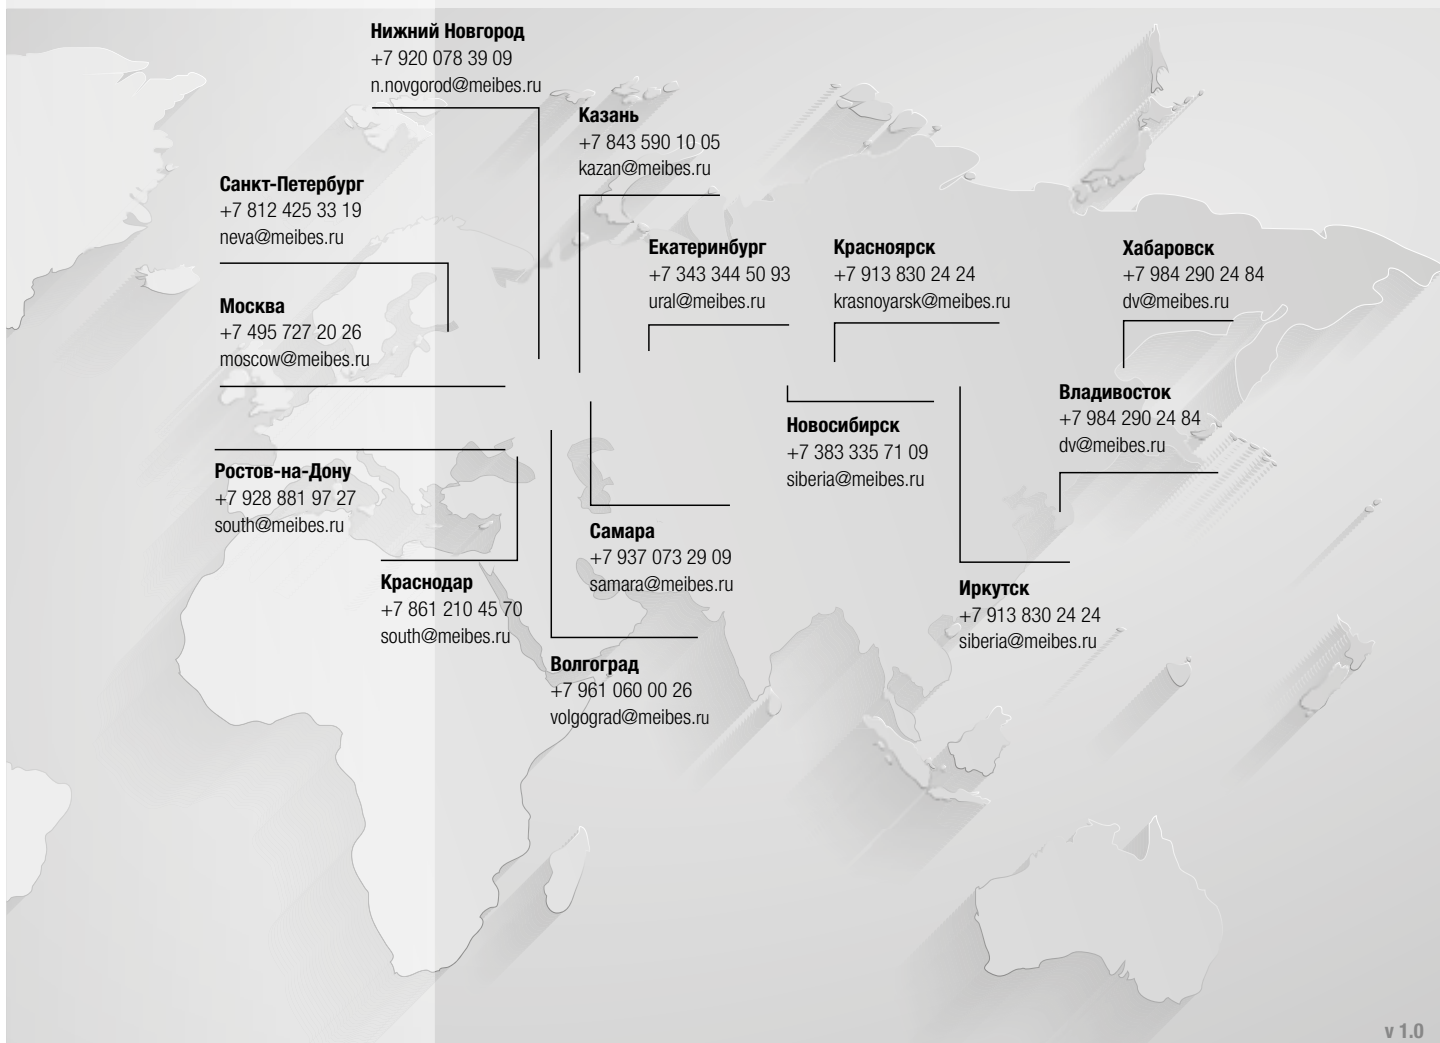 Нижний Новгород
+7 920 078 39 09
n.novgorod@meibes.ru
Казань
+7 843 590 10 05
kazan@meibes.ru
Санкт-Петербург
+7 812 425 33 19
neva@meibes.ru
Екатеринбург
+7 343 344 50 93
ural@meibes.ru
Красноярск
+7 913 830 24 24
krasnoyarsk@meibes.ru
Хабаровск
+7 984 290 24 84
dv@meibes.ru
Москва
+7 495 727 20 26
moscow@meibes.ru
Владивосток
+7 984 290 24 84
dv@meibes.ru
Новосибирск
+7 383 335 71 09
siberia@meibes.ru
Ростов-на-Дону
+7 928 881 97 27
south@meibes.ru
Самара
+7 937 073 29 09
samara@meibes.ru
Краснодар
+7 861 210 45 70
south@meibes.ru
Иркутск
+7 913 830 24 24
siberia@meibes.ru
Волгоград
+7 961 060 00 26
volgograd@meibes.ru
v 1.0